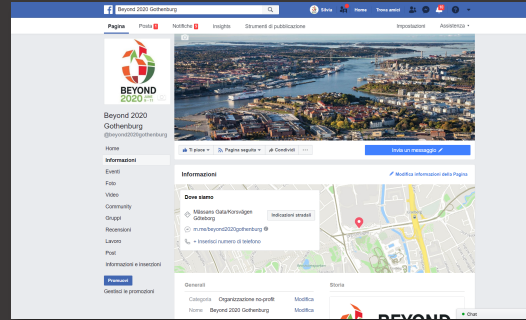 Beyond 2020 Gothenburg
Silvia
Home
Trova amici
Pagina
Posta
Notifiche
Insights
Strumenti di pubblicazione
Impostazioni
Assistenza
BEYOND
2020
Beyond 2020
Gothenburg
@beyond2020gothenburg
Home
Informazioni
Eventi
Foto
Video
Community
Gruppi
Recensioni
Lavoro
Post
Informazioni e inserzioni
Promuovi
Gestisci le promozioni
Ti piace
Pagina seguita
Condividi
Invia un messaggio
Informazioni
Modifica informazioni della Pagina
Dove siamo
Mässans Gata/Korsvägen
Göteborg
Indicazioni stradali
m.me/beyond2020gothenburg
+ Inserisci numero di telefono
Generali
Categoria Organizzazione no-profit Modifica
Nome Beyond 2020 Gothenburg Modifica
Storia
BEYOND
Chat